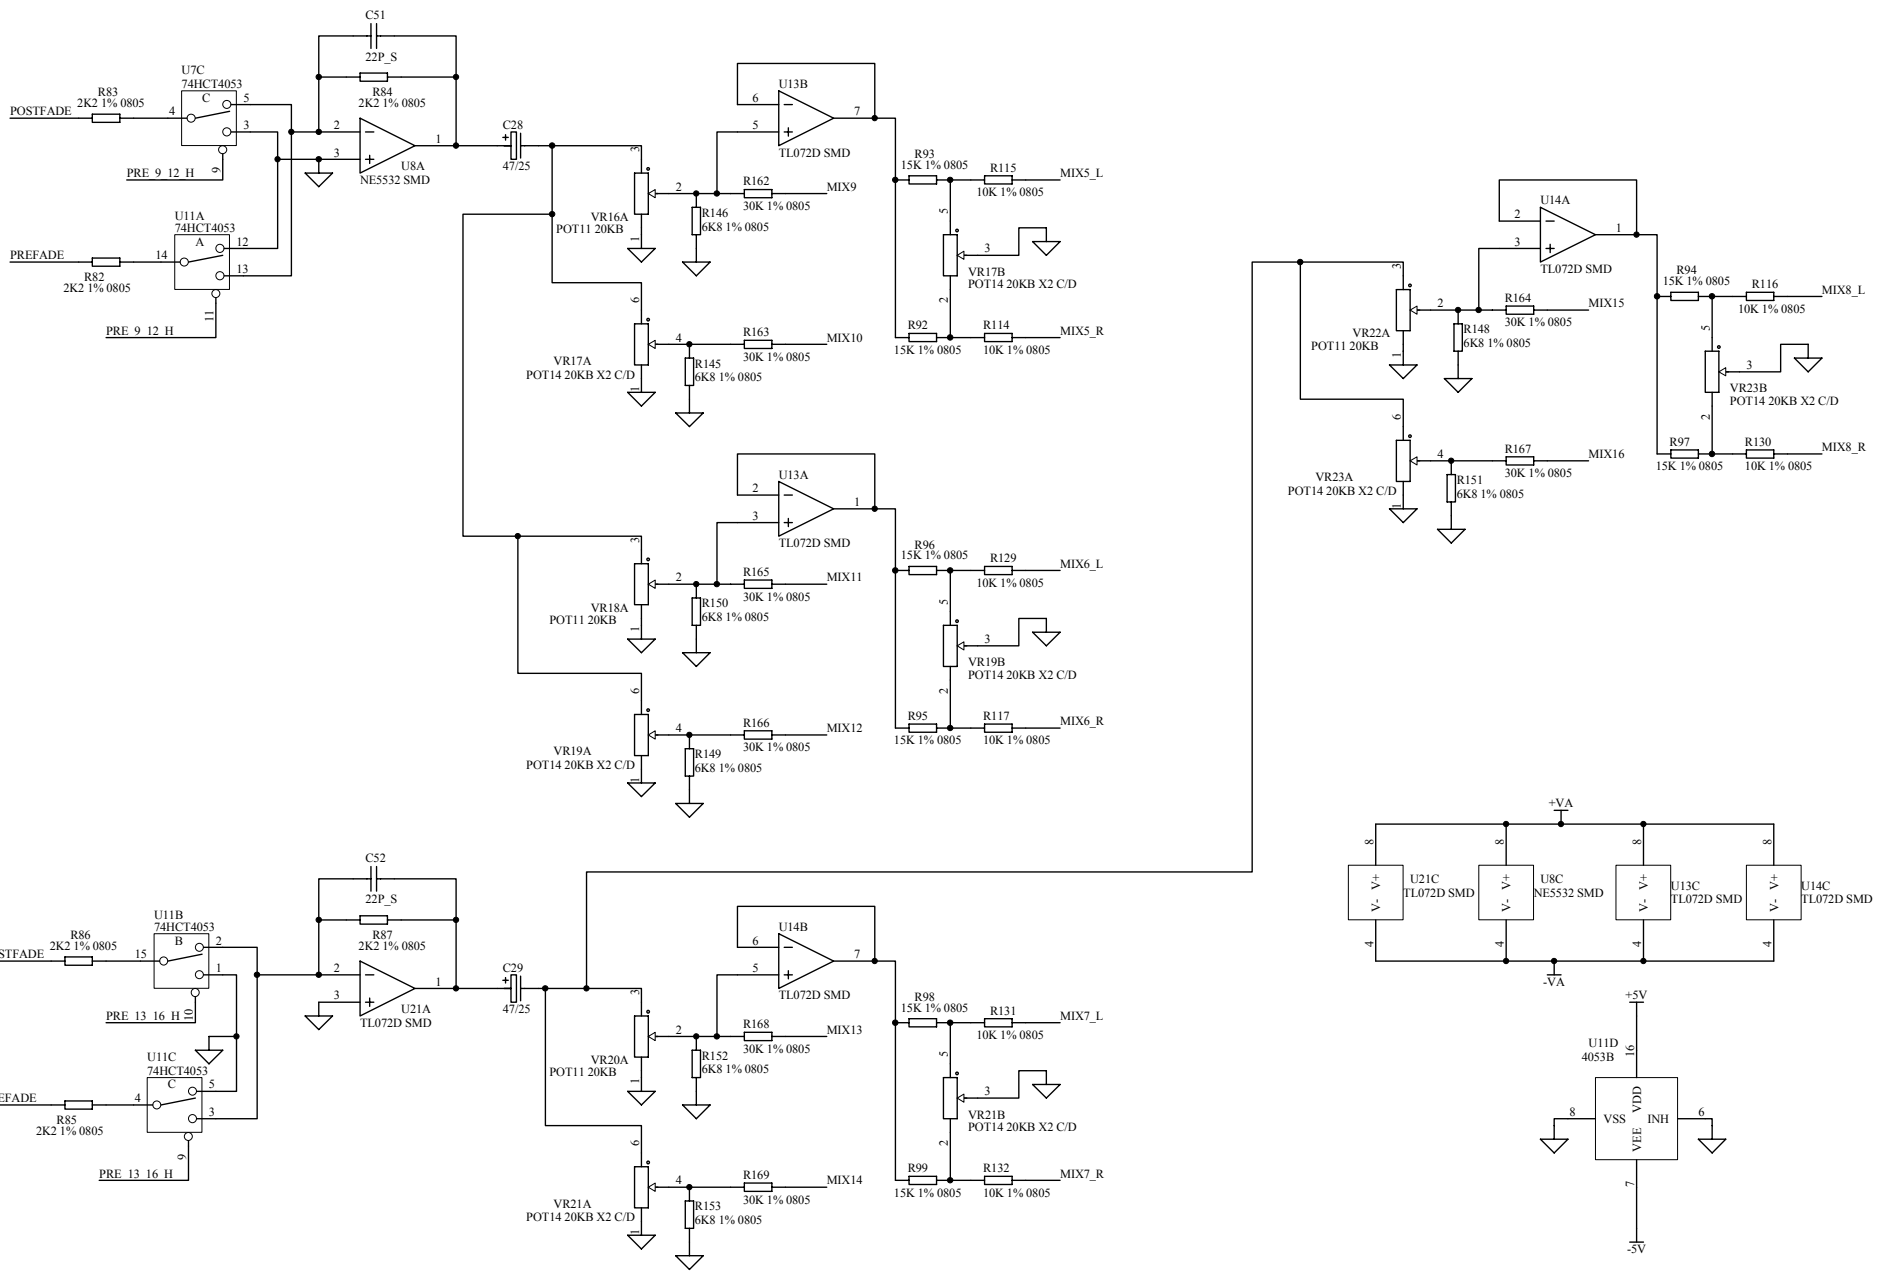 C51
22P_S
R84
2K2 1% 0805
U7C
74HCT4053
C
R83
2K2 1% 0805
POSTFADE
4
5
3
9
PRE_9_12_H
2
3
1
U8A
NE5532 SMD
C28
+
47/25
U11A
74HCT4053
A
PREFADE
R82
2K2 1% 0805
14
12
13
11
PRE_9_12_H
3
2
1
VR16A
POT11 20KB
R146
6K8 1% 0805
R162
30K 1% 0805
MIX9
U13B
6
5
7
TL072D SMD
R93
15K 1% 0805
R115
10K 1% 0805
MIX5_L
5
3
2
VR17B
POT14 20KB X2 C/D
R92
15K 1% 0805
R114
10K 1% 0805
MIX5_R
6
4
1
VR17A
POT14 20KB X2 C/D
R163
30K 1% 0805
MIX10
R145
6K8 1% 0805
U13A
2
3
1
TL072D SMD
3
2
1
VR18A
POT11 20KB
R150
6K8 1% 0805
R165
30K 1% 0805
MIX11
R96
15K 1% 0805
R129
10K 1% 0805
MIX6_L
5
3
2
VR19B
POT14 20KB X2 C/D
R95
15K 1% 0805
R117
10K 1% 0805
MIX6_R
6
4
1
VR19A
POT14 20KB X2 C/D
R166
30K 1% 0805
MIX12
R149
6K8 1% 0805
U14A
2
3
1
TL072D SMD
3
2
1
VR22A
POT11 20KB
R148
6K8 1% 0805
R164
30K 1% 0805
MIX15
R94
15K 1% 0805
R116
10K 1% 0805
MIX8_L
5
3
2
VR23B
POT14 20KB X2 C/D
R97
15K 1% 0805
R130
10K 1% 0805
MIX8_R
6
4
1
VR23A
POT14 20KB X2 C/D
R167
30K 1% 0805
MIX16
R151
6K8 1% 0805
C52
22P_S
R87
2K2 1% 0805
U11B
74HCT4053
B
R86
2K2 1% 0805
STFADE
15
2
1
10
PRE_13_16_H
2
3
1
U21A
TL072D SMD
C29
+
47/25
U11C
74HCT4053
C
EFADE
R85
2K2 1% 0805
4
5
3
9
PRE_13_16_H
3
2
1
VR20A
POT11 20KB
R152
6K8 1% 0805
R168
30K 1% 0805
MIX13
U14B
6
5
7
TL072D SMD
R98
15K 1% 0805
R131
10K 1% 0805
MIX7_L
5
3
2
VR21B
POT14 20KB X2 C/D
R99
15K 1% 0805
R132
10K 1% 0805
MIX7_R
6
4
1
VR21A
POT14 20KB X2 C/D
R169
30K 1% 0805
MIX14
R153
6K8 1% 0805
+VA
8
8
8
8
V- V+
U21C
TL072D SMD
V- V+
U8C
NE5532 SMD
V- V+
U13C
TL072D SMD
V- V+
U14C
TL072D SMD
4
4
4
4
-VA
+5V
U11D
4053B
16
8
VSS
VDD
INH
6
VEE
7
-5V